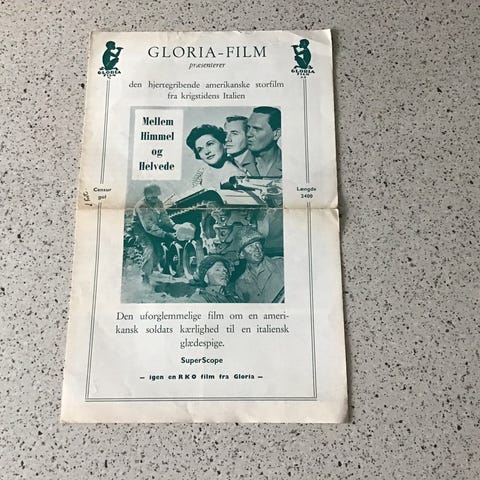 GLORIA-FILM
præsenterer
GLORIA
FILM
GLORIA
FILM
den hjertegribende amerikanske storfilm
fra krigstidens Italien
Mellem
Himmel
og
Helvede
Censur
gul
Længde
2400
Den uforglemmelige film om en ameri-
kansk soldats kærlighed til en italiensk
glædespige.
SuperScope
— igen en RKO film fra Gloria —